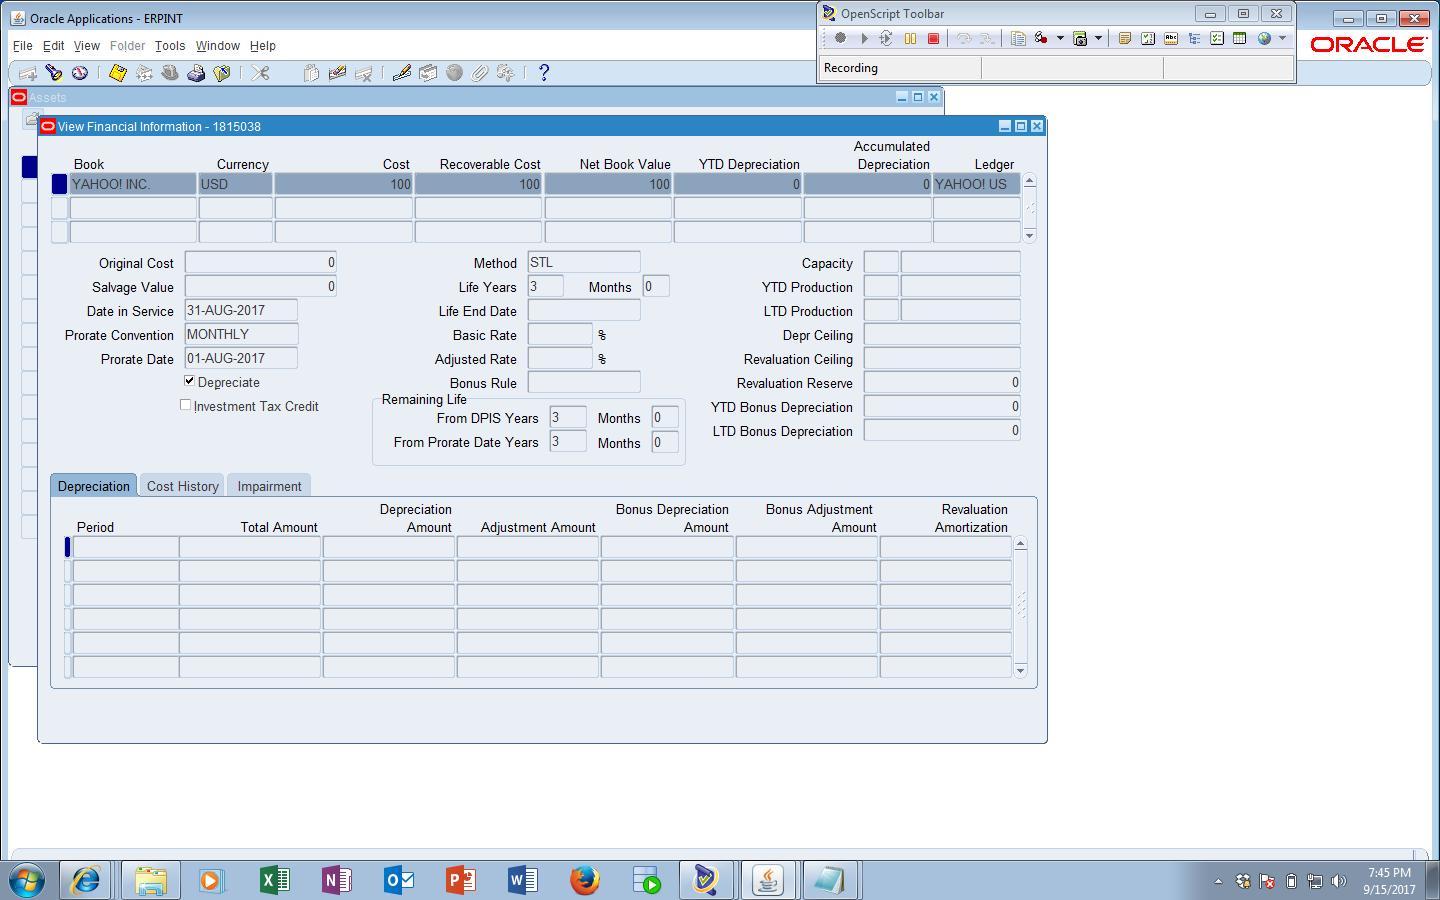 Oracle Applications - ERPINT
OpenScript Toolbar
File Edit View Folder Tools Window Help
ORACLE
Recording
Assets
View Financial Information - 1815038
Book Currency Cost Recoverable Cost Net Book Value YTD Depreciation Accumulated Depreciation Ledger
YAHOO! INC. USD 100 100 100 0 0 YAHOO! US
Original Cost 0 Method STL Capacity
Salvage Value 0 Life Years 3 Months 0 YTD Production
Date in Service 31-AUG-2017 Life End Date LTD Production
Prorate Convention MONTHLY Basic Rate % Depr Ceiling
Prorate Date 01-AUG-2017 Adjusted Rate % Revaluation Ceiling
Depreciate Bonus Rule Revaluation Reserve 0
Remaining Life
Investment Tax Credit YTD Bonus Depreciation 0
From DPIS Years 3 Months 0
LTD Bonus Depreciation 0
From Prorate Date Years 3 Months 0
Depreciation Cost History Impairment
Period Total Amount Depreciation Amount Adjustment Amount Bonus Depreciation Amount Bonus Adjustment Amount Revaluation Amortization
7:45 PM
9/15/2017